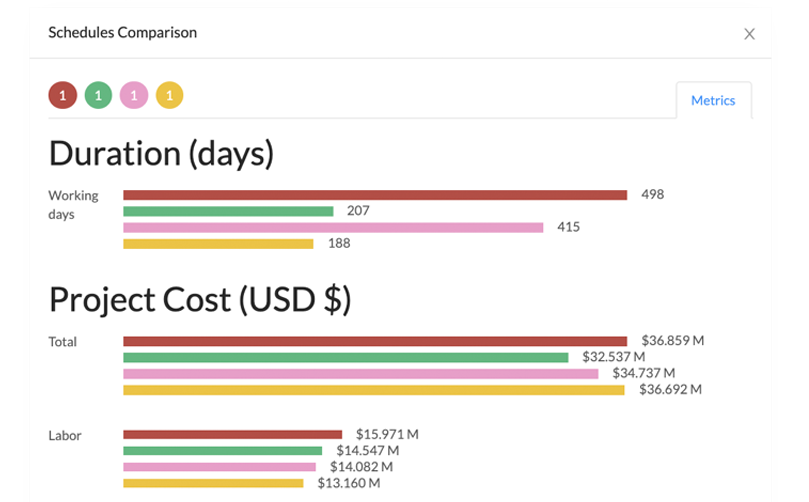 Schedules Comparison
1 1 1 1
Metrics
Duration (days)
Working
days
498
207
415
188
Project Cost (USD $)
Total
$36.859 M
$32.537 M
$34.737 M
$36.692 M
Labor
$15.971 M
$14.547 M
$14.082 M
$13.160 M